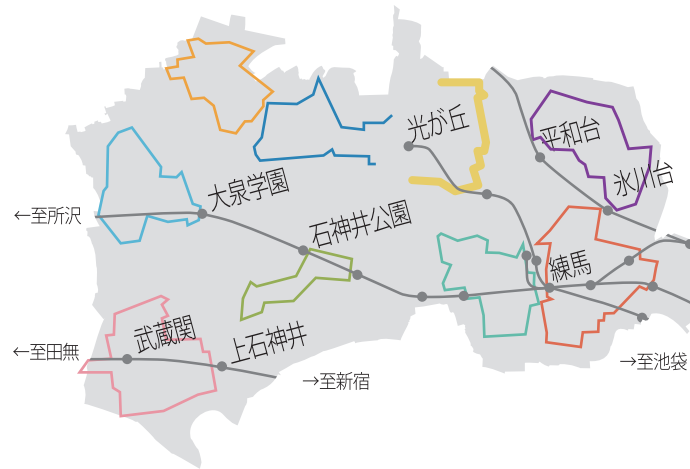 光が丘
平和台
氷川台
大泉学園
←至所沢
石神井公園
練馬
武蔵関
上石神井
←至田無
→至新宿
→至池袋